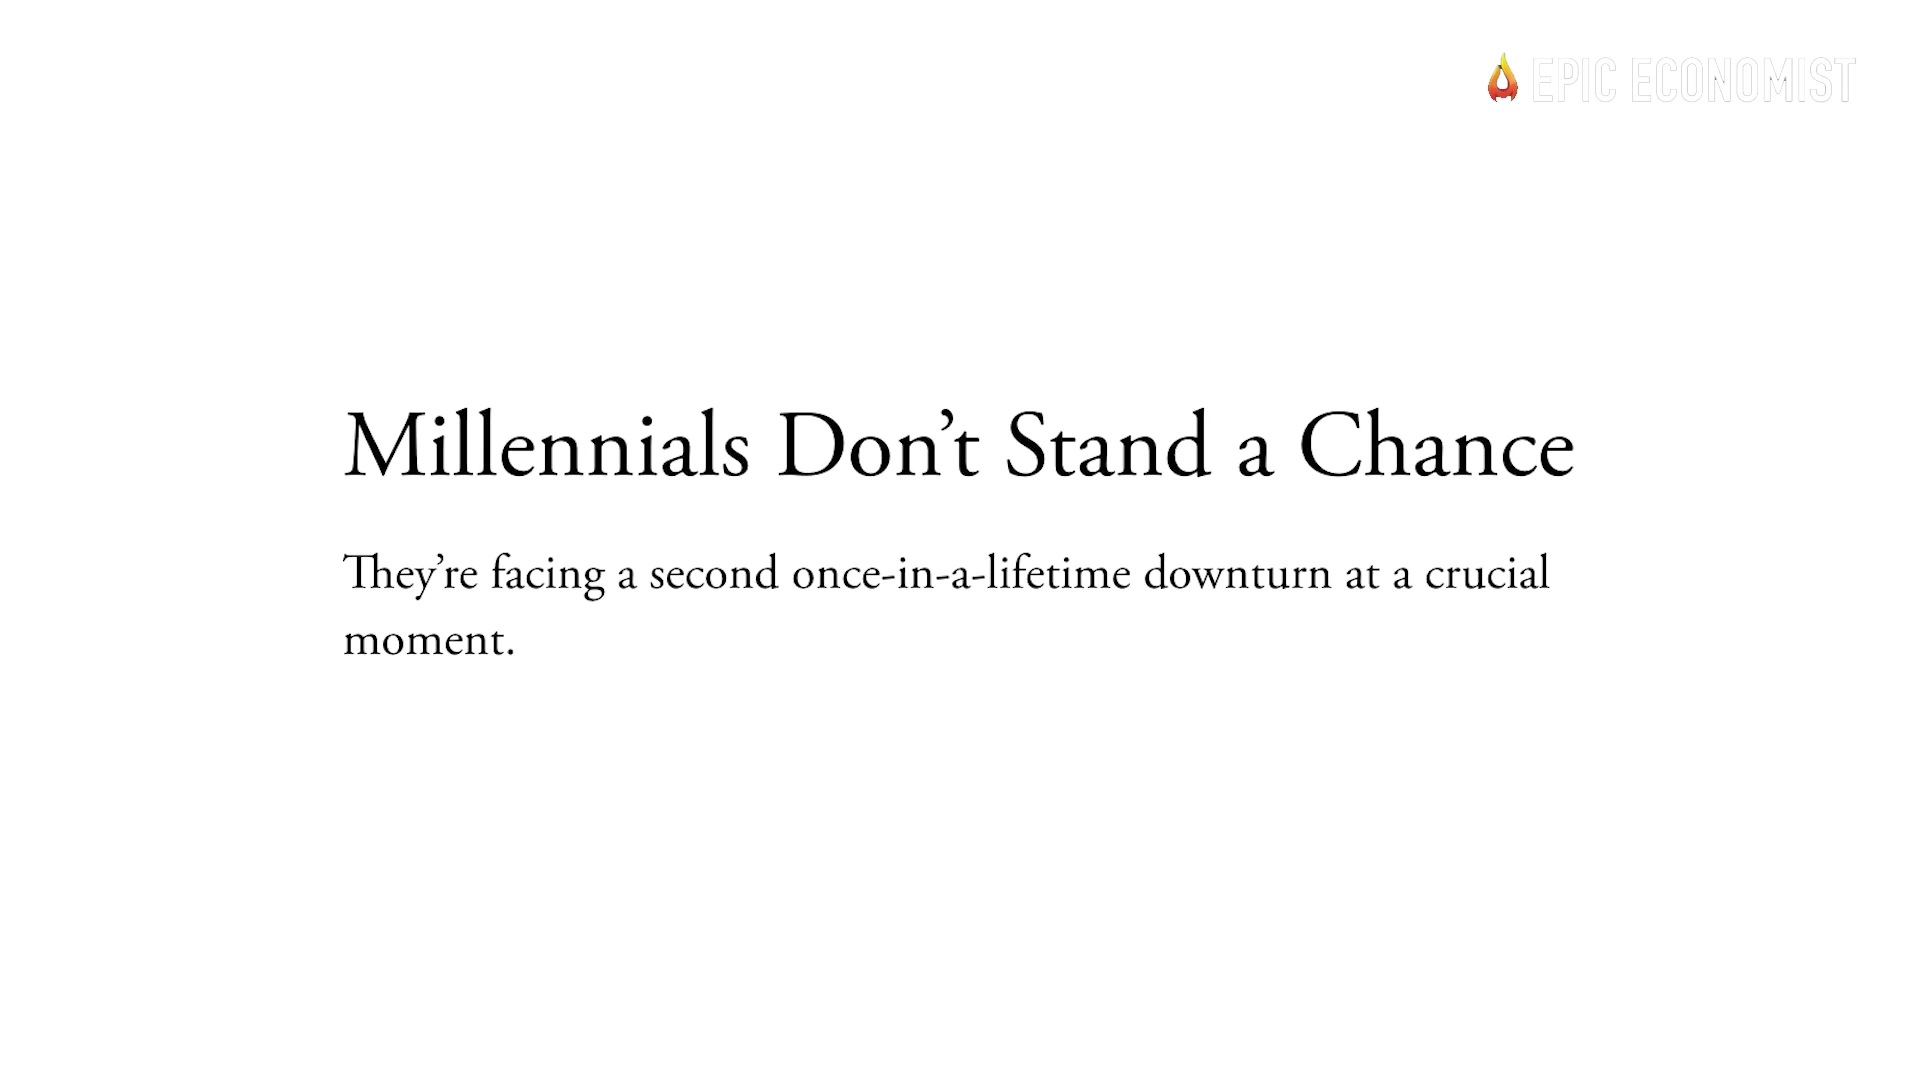 EPIC ECONOMIST
Millennials Don’t Stand a Chance
They’re facing a second once-in-a-lifetime downturn at a crucial
moment.